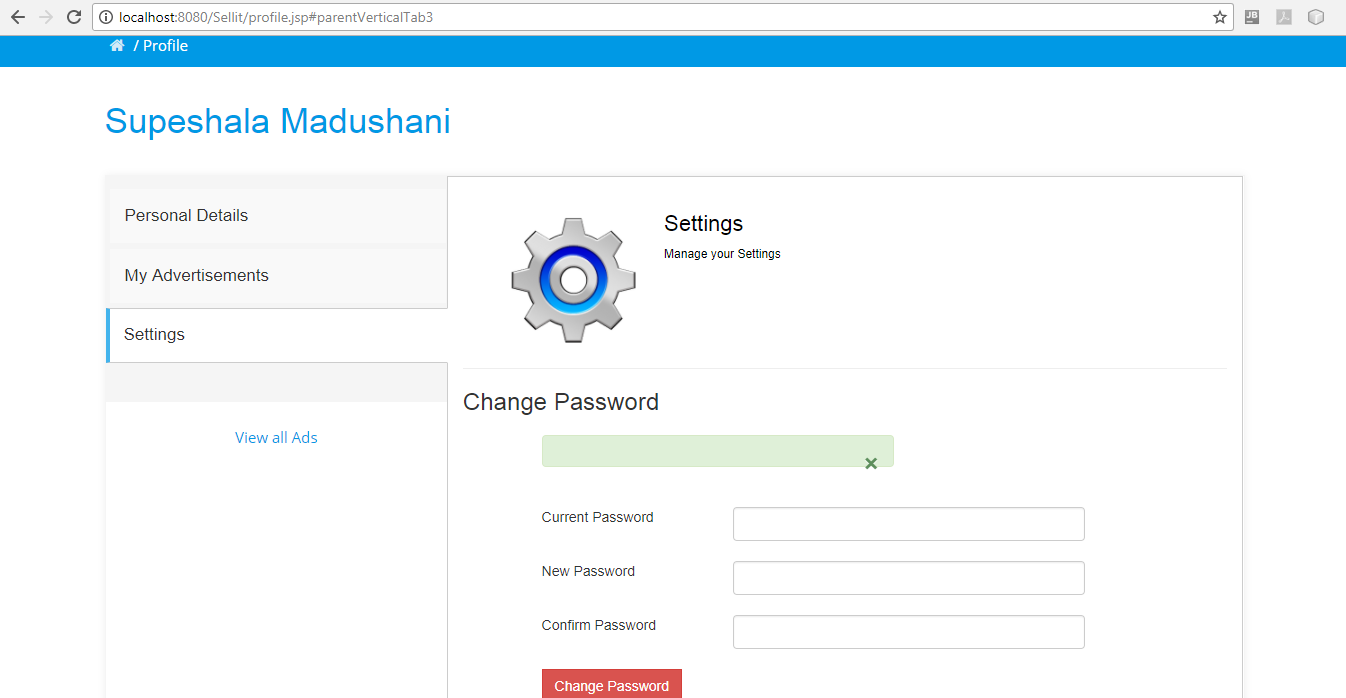 localhost:8080/Sellit/profile.jsp#parentVerticalTab3
JB
/ Profile
Supeshala Madushani
Personal Details
My Advertisements
Settings
View all Ads
Settings
Manage your Settings
Change Password
Current Password
New Password
Confirm Password
Change Password